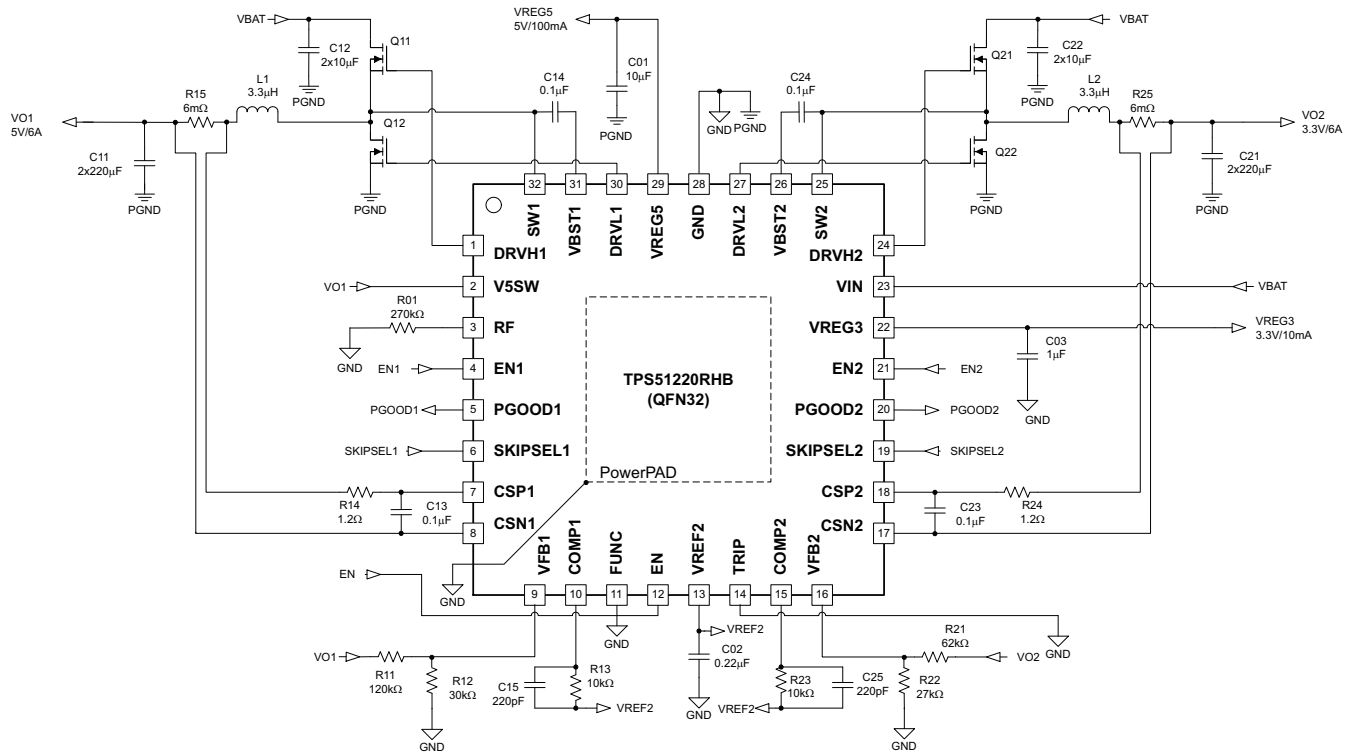 VREG5
5V/100mA
VBAT
VBAT
Q11
C12
2x10μF
C01
10μF
C22
2x10μF
Q21
PGND
PGND
PGND
C14
0.1μF
C24
0.1μF
GND
PGND
L1
3.3μH
R15
6mΩ
L2
3.3μH
R25
6mΩ
VO1
5V/6A
VO2
3.3V/6A
Q12
Q22
C11
2x220μF
C21
2x220μF
PGND
PGND
PGND
PGND
32
31
30
29
28
27
26
25
SW1
VBST1
DRVL1
VREG5
GND
DRVL2
VBST2
SW2
1
DRVH1
24
DRVH2
VO1
2
V5SW
VIN
23
VBAT
R01
270kΩ
3
RF
VREG3
22
VREG3
3.3V/10mA
GND
C03
1μF
GND
EN1
4
EN1
EN2
21
EN2
TPS51220RHB
(QFN32)
PGOOD1
5
PGOOD1
PGOOD2
20
PGOOD2
SKIPSEL1
6
SKIPSEL1
SKIPSEL2
19
SKIPSEL2
PowerPAD
7
CSP1
CSP2
18
R14
1.2Ω
C13
0.1μF
C23
0.1μF
R24
1.2Ω
8
CSN1
CSN2
17
VFB1
COMP1
FUNC
EN
VREF2
TRIP
COMP2
VFB2
EN
GND
9
10
11
12
13
14
15
16
GND
VREF2
GND
VO1
R11
120kΩ
R12
30kΩ
GND
C15
220pF
R13
10kΩ
VREF2
C02
0.22μF
GND
R23
10kΩ
C25
220pF
VREF2
R21
62kΩ
VO2
R22
27kΩ
GND